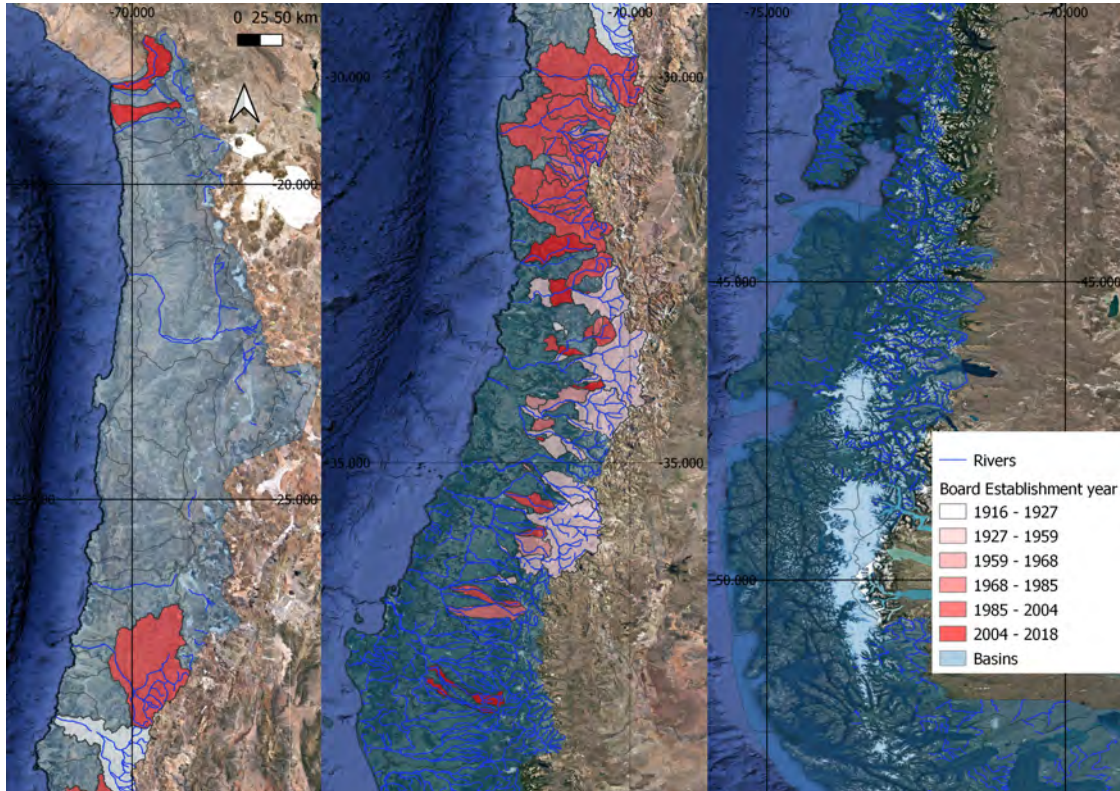 -70.000
0 25.50 km
-20.000
-25.000
-70.000
-30.000
-30.000
-35.000
-35.000
-75.000
-70.000
-45.000
-45.000
-50.000
Rivers
Board Establishment year
1916 - 1927
1927 - 1959
1959 - 1968
1968 - 1985
1985 - 2004
2004 - 2018
Basins